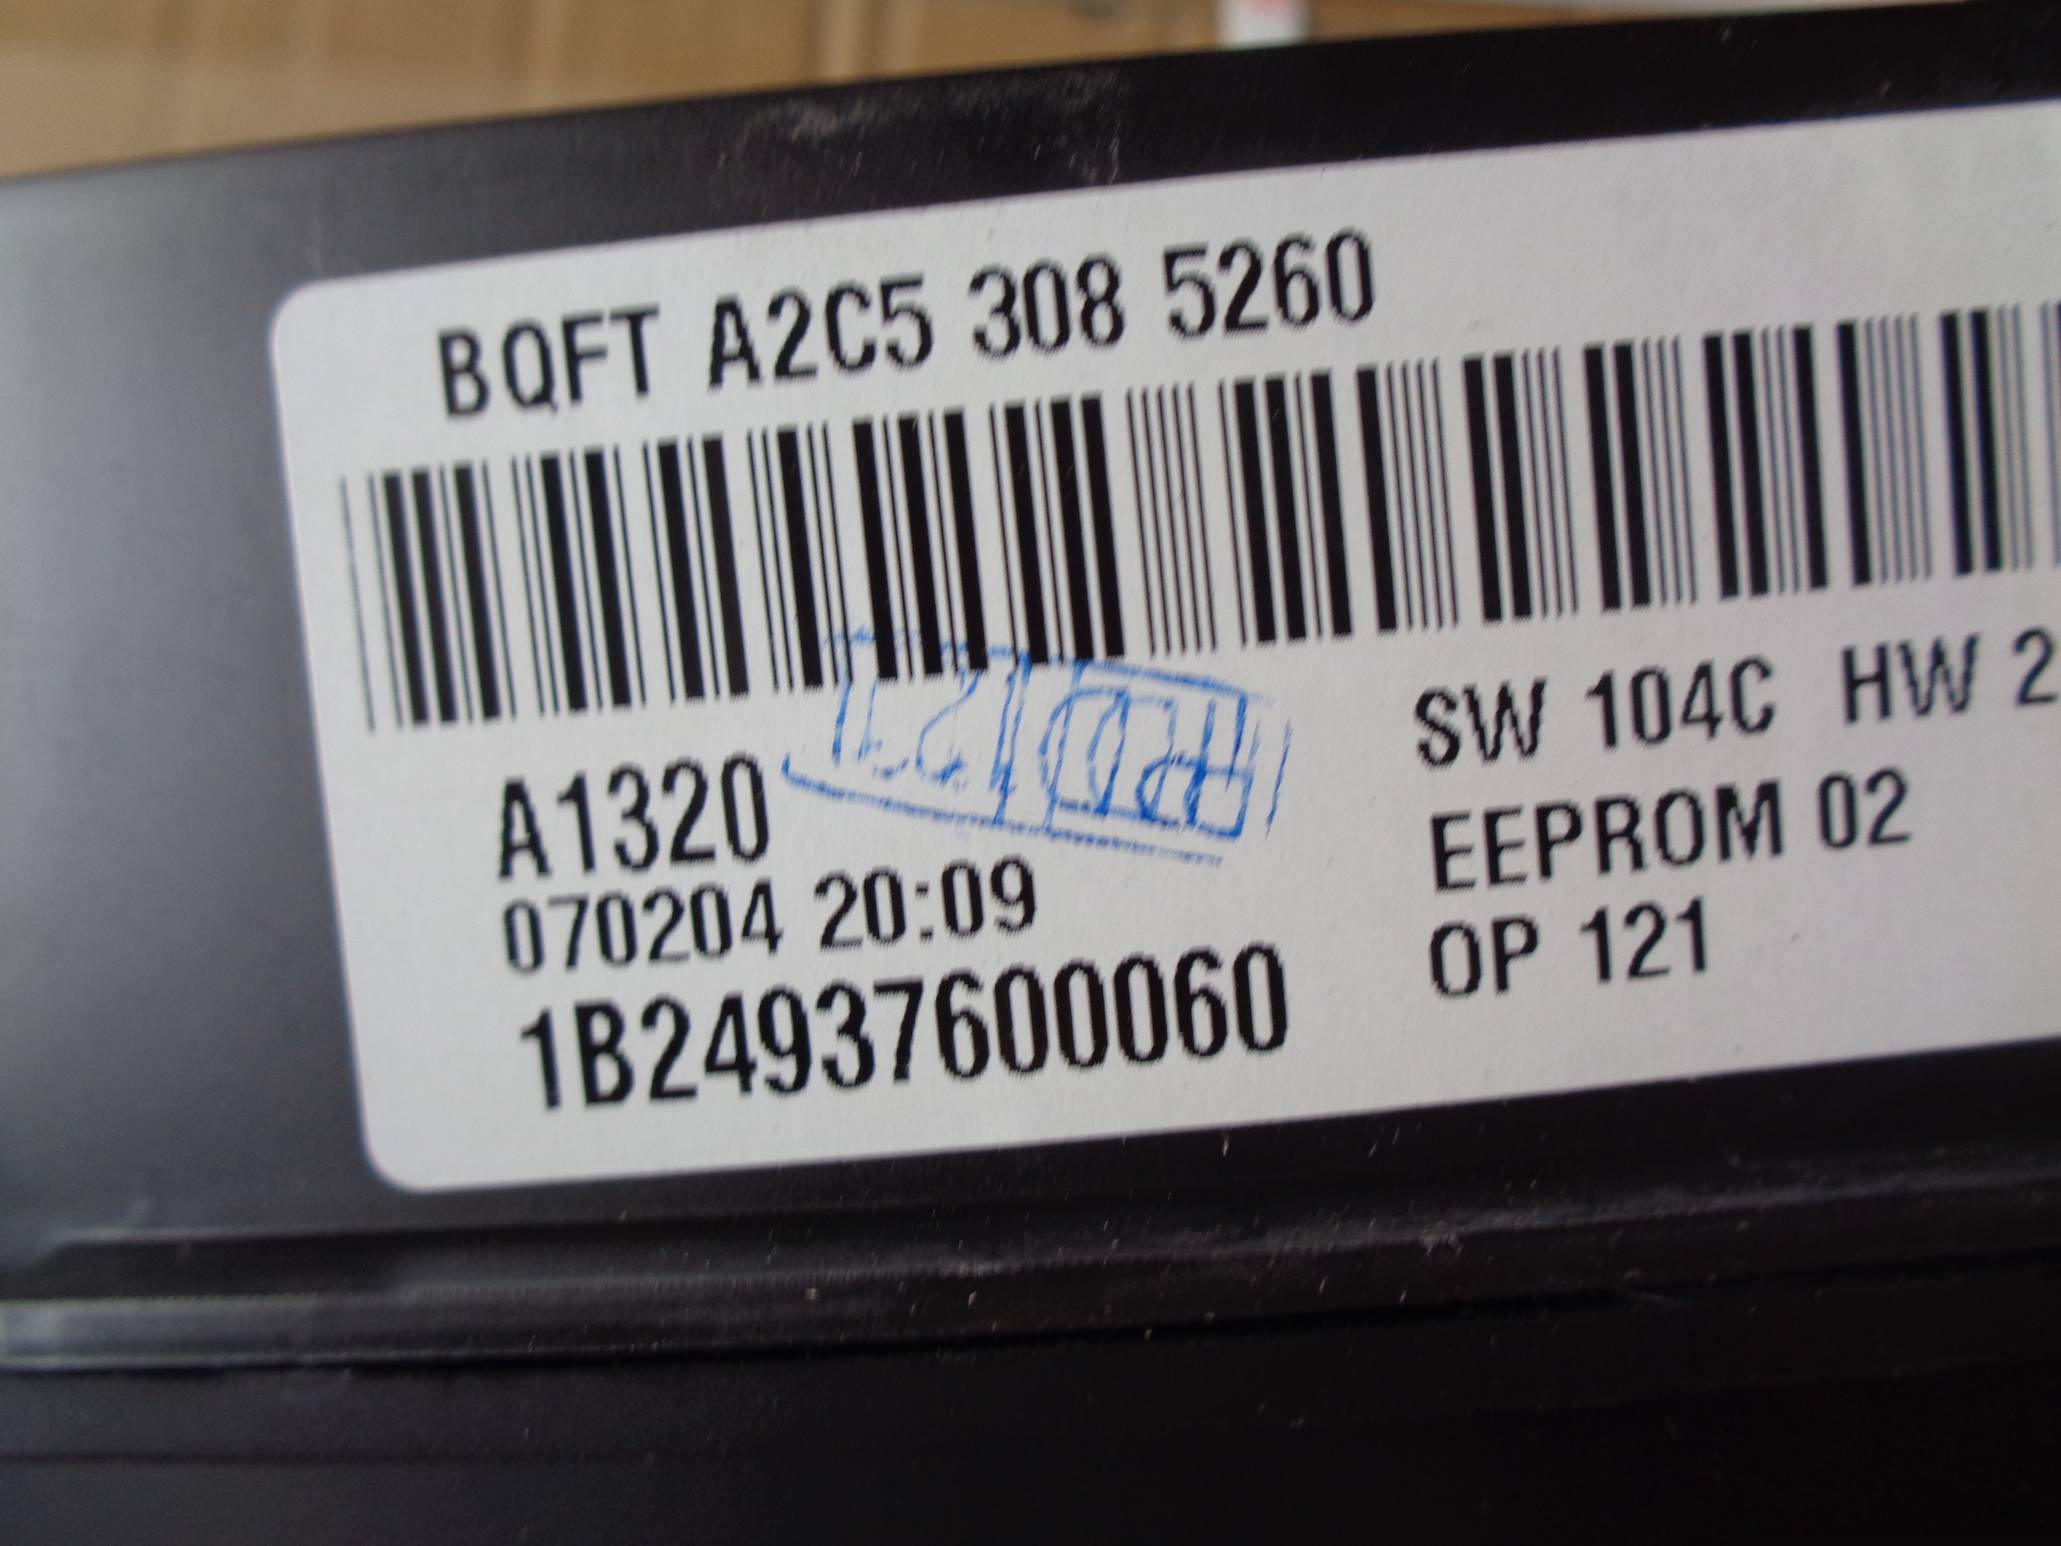 BQFT A2C5 308 5260
A1320
070204 20:09
1B24937600060
SW 104C HW 2
EEPROM 02
OP 121